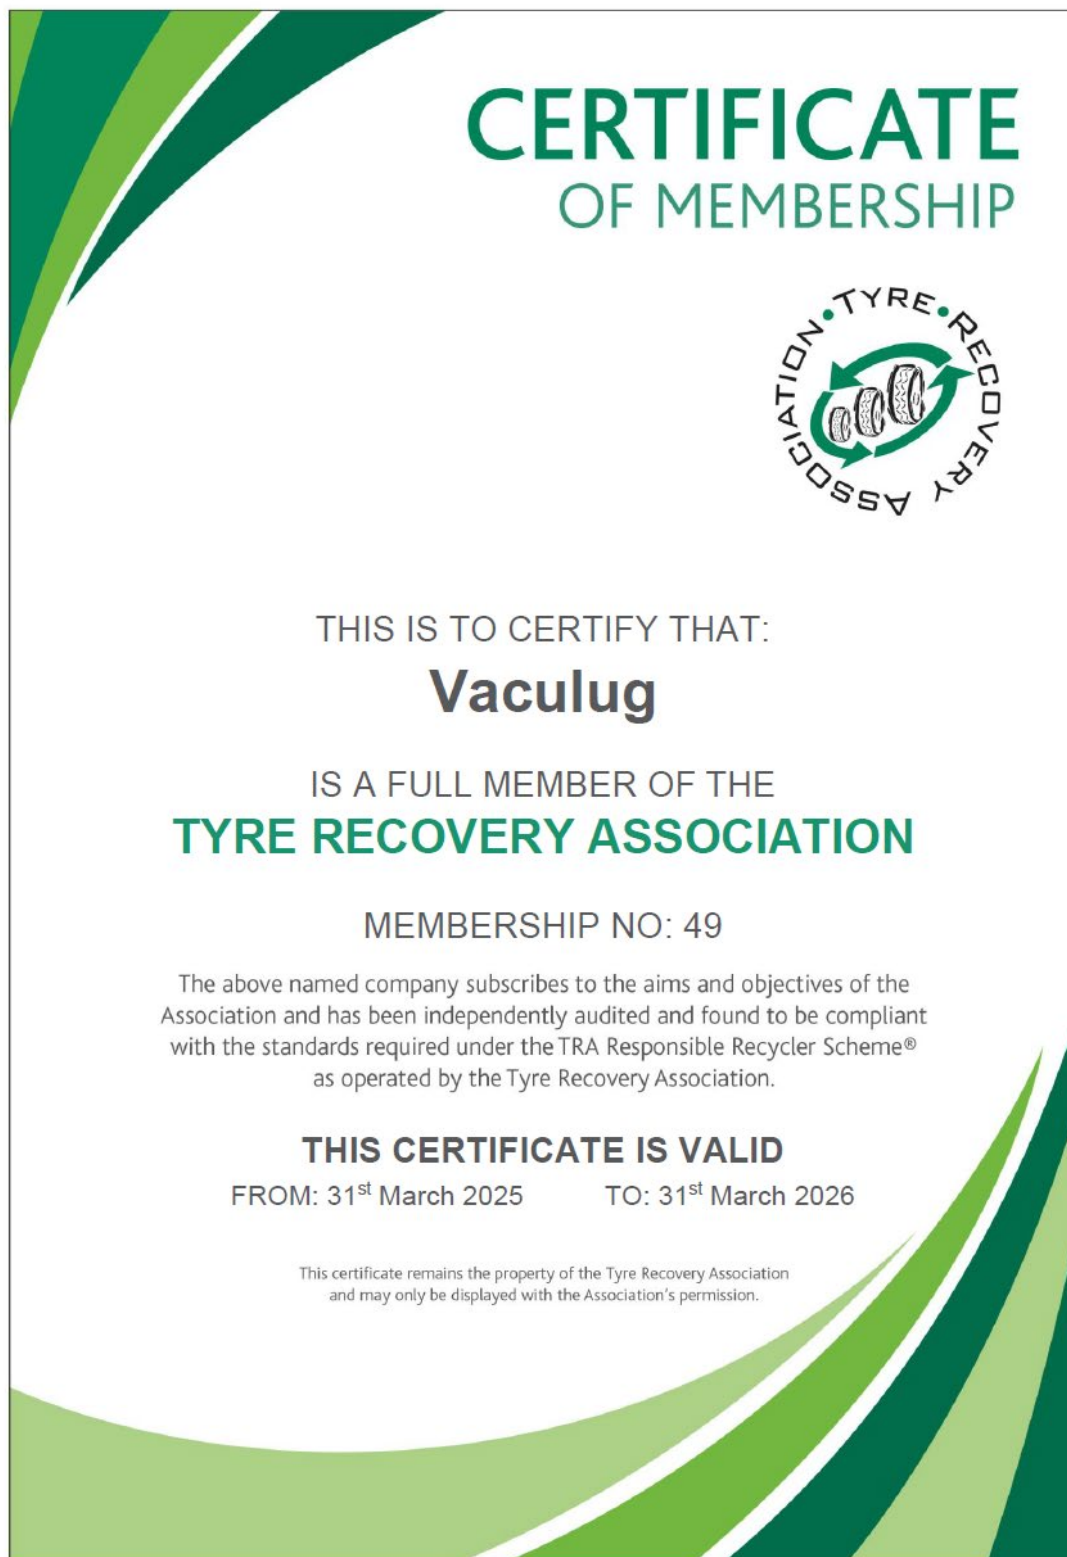 CERTIFICATE
OF MEMBERSHIP
TYRE • RECOVERY ASSOCIATION •
THIS IS TO CERTIFY THAT:
Vaculug
IS A FULL MEMBER OF THE
TYRE RECOVERY ASSOCIATION
MEMBERSHIP NO: 49
The above named company subscribes to the aims and objectives of the
Association and has been independently audited and found to be compliant
with the standards required under the TRA Responsible Recycler Scheme®
as operated by the Tyre Recovery Association.
THIS CERTIFICATE IS VALID
FROM: 31st March 2025 TO: 31st March 2026
This certificate remains the property of the Tyre Recovery Association
and may only be displayed with the Association's permission.